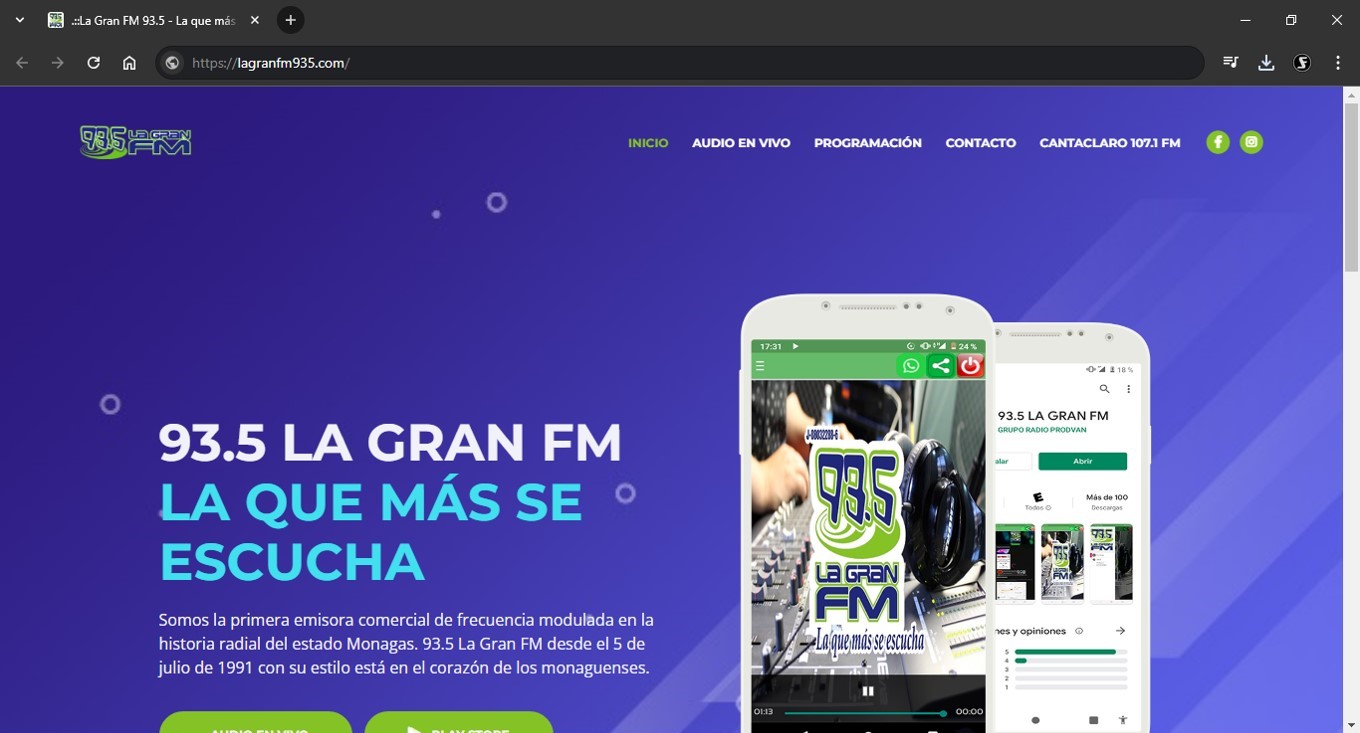 .::La Gran FM 93.5 - La que más
https://lagranfm935.com/
93.5 LA GRAN FM
INICIO
AUDIO EN VIVO
PROGRAMACIÓN
CONTACTO
CANTACLARO 107.1 FM
93.5 LA GRAN FM
LA QUE MÁS SE
ESCUCHA
Somos la primera emisora comercial de frecuencia modulada en la
historia radial del estado Monagas. 93.5 La Gran FM desde el 5 de
julio de 1991 con su estilo está en el corazón de los monaguenses.
AUDIO EN VIVO
PLAY STORE
17:31
24 %
93.5
LA GRAN
FM
La que más se escucha
01:13
00:00
18 %
93.5 LA GRAN FM
GRUPO RADIO PRODVAN
alar
Abrir
E
Todos
Más de 100
Descargas
nes y opiniones
5
4
3
2
1